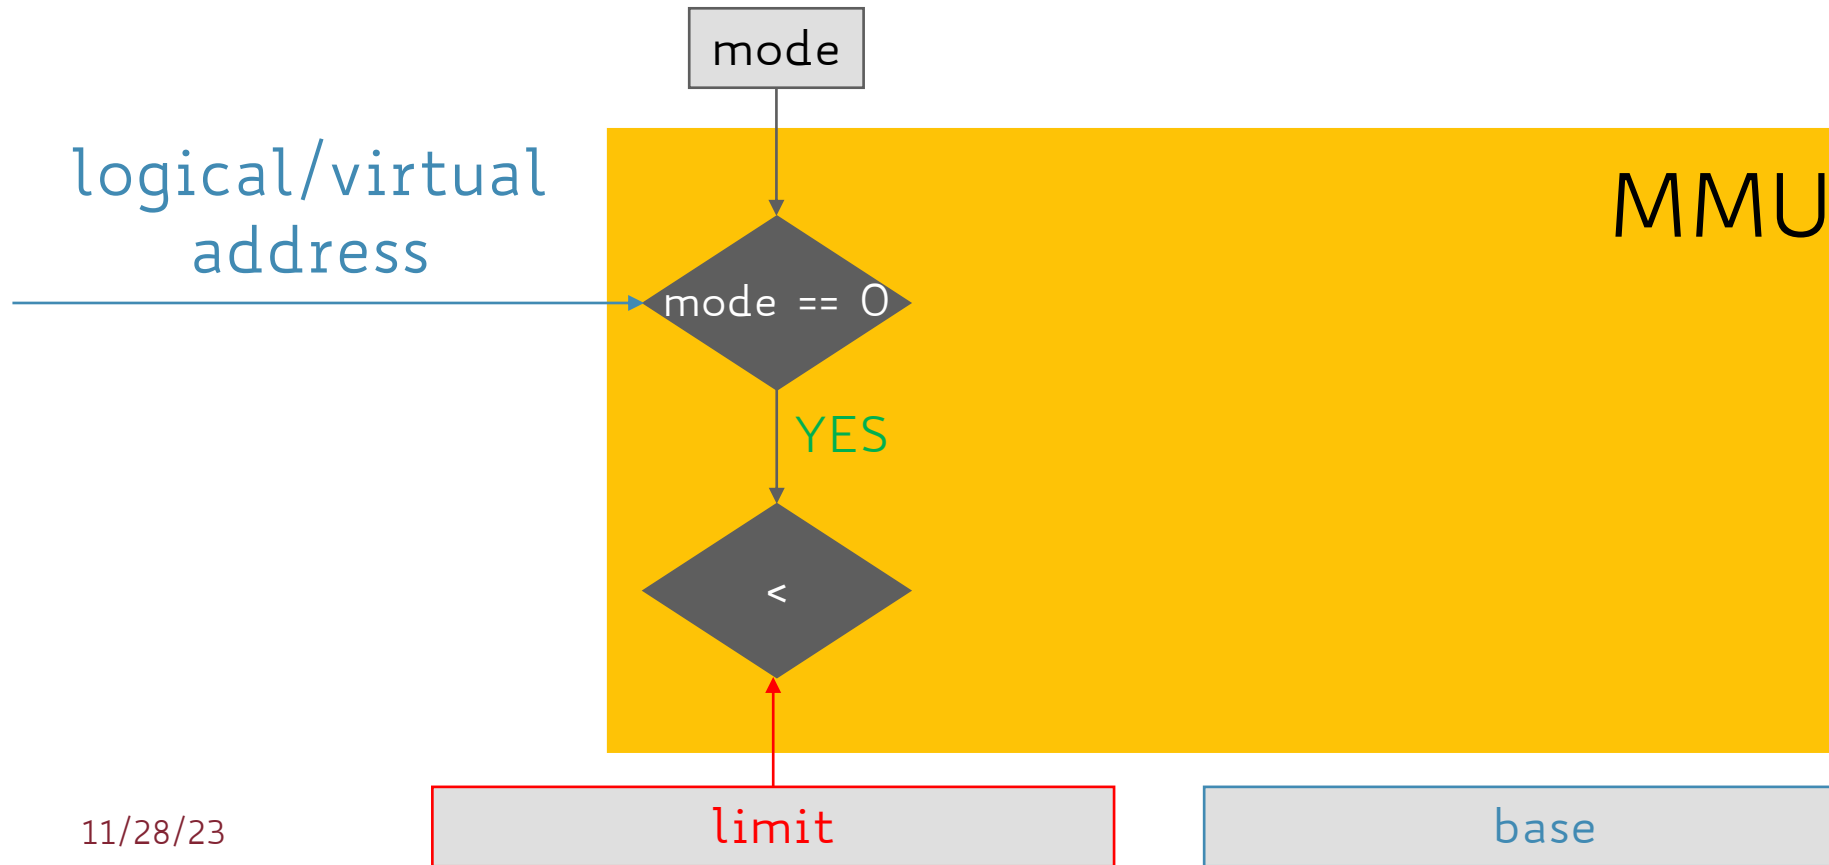 mode
logical/virtual
address
MMU
mode == 0
YES
<
limit
base
11/28/23